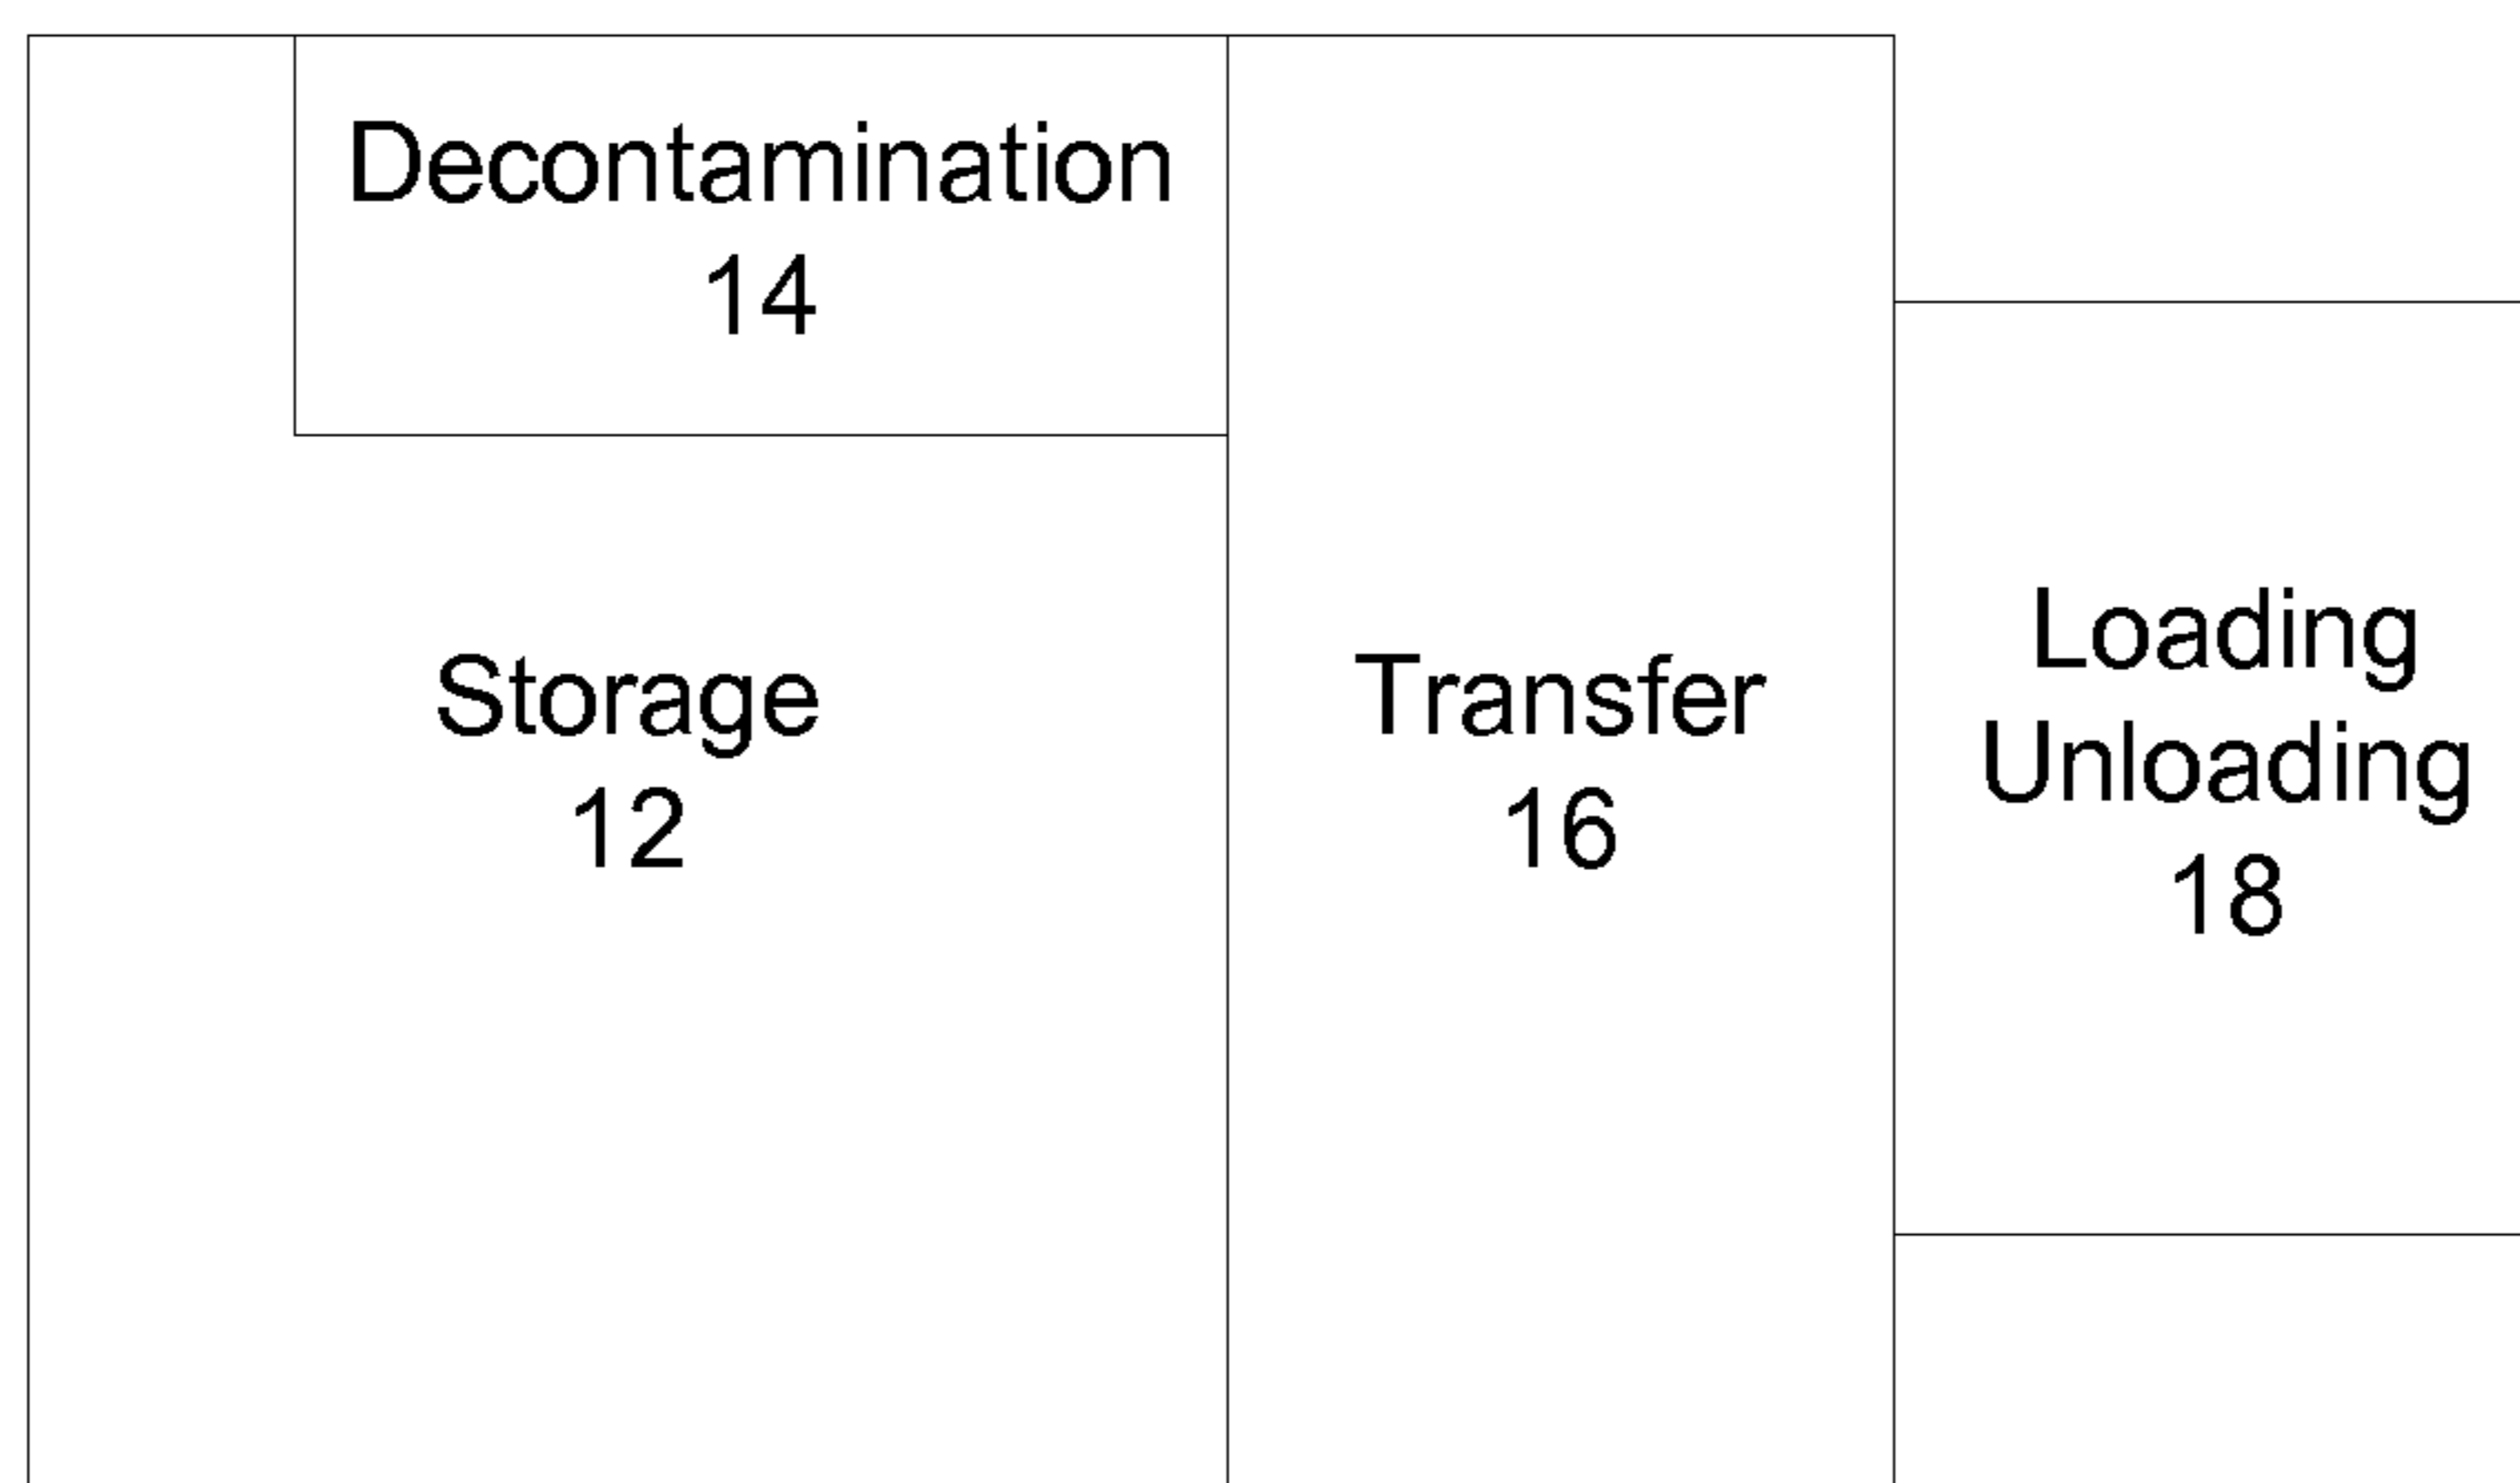 Decontamination
14
Storage
12
Transfer
16
Loading
Unloading
18